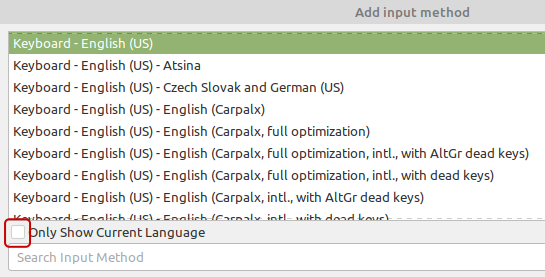 Add input method
Keyboard - English (US)
Keyboard - English (US) - Atsina
Keyboard - English (US) - Czech Slovak and German (US)
Keyboard - English (US) - English (Carpalx)
Keyboard - English (US) - English (Carpalx, full optimization)
Keyboard - English (US) - English (Carpalx, full optimization, intl., with AltGr dead keys)
Keyboard - English (US) - English (Carpalx, full optimization, intl., with dead keys)
Keyboard - English (US) - English (Carpalx, intl., with AltGr dead keys)
Keyboard - English (US) - English (Carpalx, intl., with dead keys)
Only Show Current Language
Search Input Method